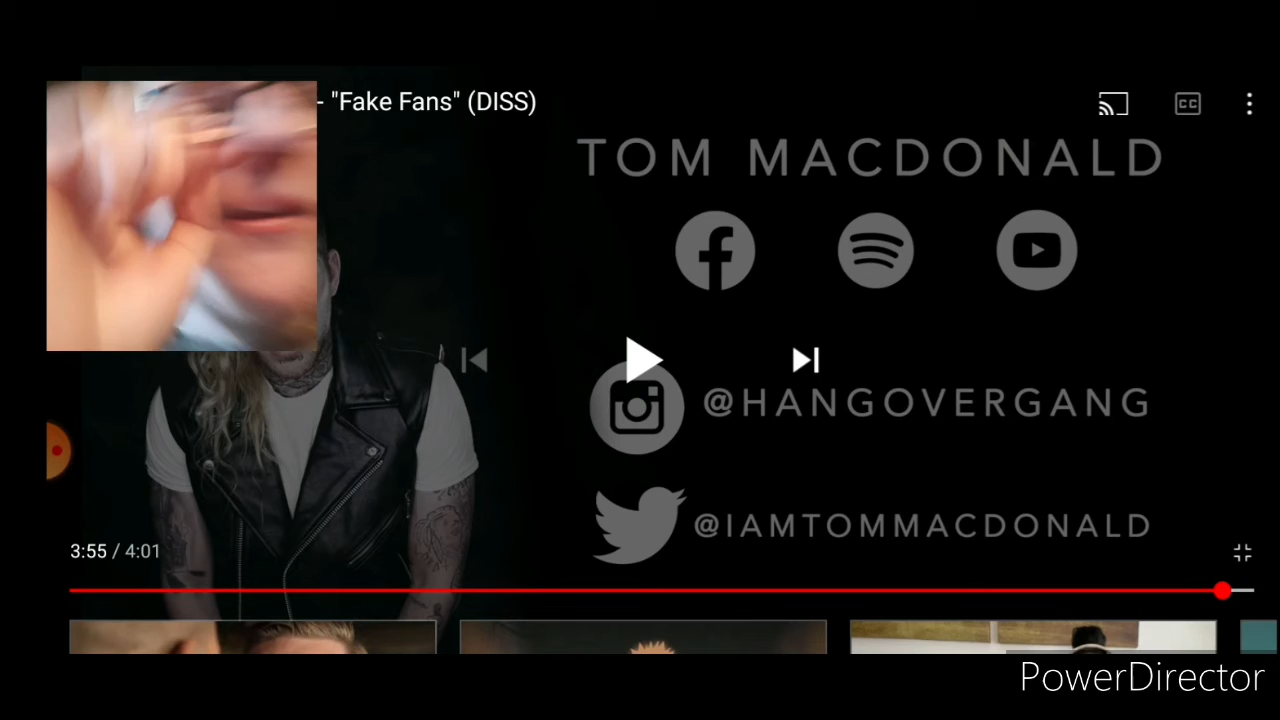 - "Fake Fans" (DISS)
CC
TOM MACDONALD
@HANGOVERGANG
@IAMTOMMACDONALD
3:55 / 4:01
PowerDirector